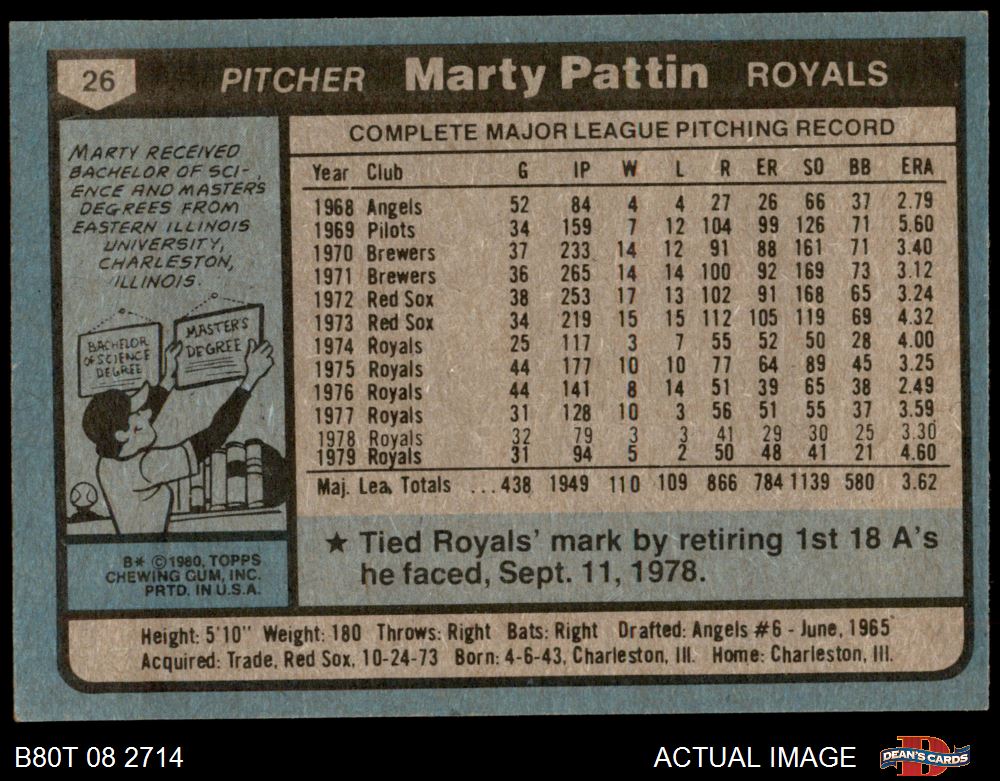 26 PITCHER Marty Pattin ROYALS
MARTY RECEIVED
BACHELOR OF SCI-
ENCE AND MASTERS
DEGREES FROM
EASTERN ILLINOIS
UNIVERSITY,
CHARLESTON,
ILLINOIS.
BACHELOR
OF SCIENCE
DEGREE
MASTER'S
DEGREE
B* ©1980, TOPPS
CHEWING GUM, INC.
PRTD. IN U.S.A.
COMPLETE MAJOR LEAGUE PITCHING RECORD
Year Club G IP W L R ER SO BB ERA
1968 Angels 52 84 4 4 27 26 66 37 2.79
1969 Pilots 34 159 7 12 104 99 126 71 5.60
1970 Brewers 37 233 14 12 91 88 161 71 3.40
1971 Brewers 36 265 14 14 100 92 169 73 3.12
1972 Red Sox 38 253 17 13 102 91 168 65 3.24
1973 Red Sox 34 219 15 15 112 105 119 69 4.32
1974 Royals 25 117 3 7 55 52 50 28 4.00
1975 Royals 44 177 10 10 77 64 89 45 3.25
1976 Royals 44 141 8 14 51 39 65 38 2.49
1977 Royals 31 128 10 3 56 51 55 37 3.59
1978 Royals 32 79 3 3 41 29 30 25 3.30
1979 Royals 31 94 5 2 50 48 41 21 4.60
Maj. Lea. Totals ...438 1949 110 109 866 784 1139 580 3.62
★ Tied Royals' mark by retiring 1st 18 A's
he faced, Sept. 11, 1978.
Height: 5'10" Weight: 180 Throws: Right Bats: Right Drafted: Angels #6 - June, 1965
Acquired: Trade, Red Sox, 10-24-73 Born: 4-6-43, Charleston, Ill. Home: Charleston, Ill.
B80T 08 2714
ACTUAL IMAGE
DEAN'S CARDS